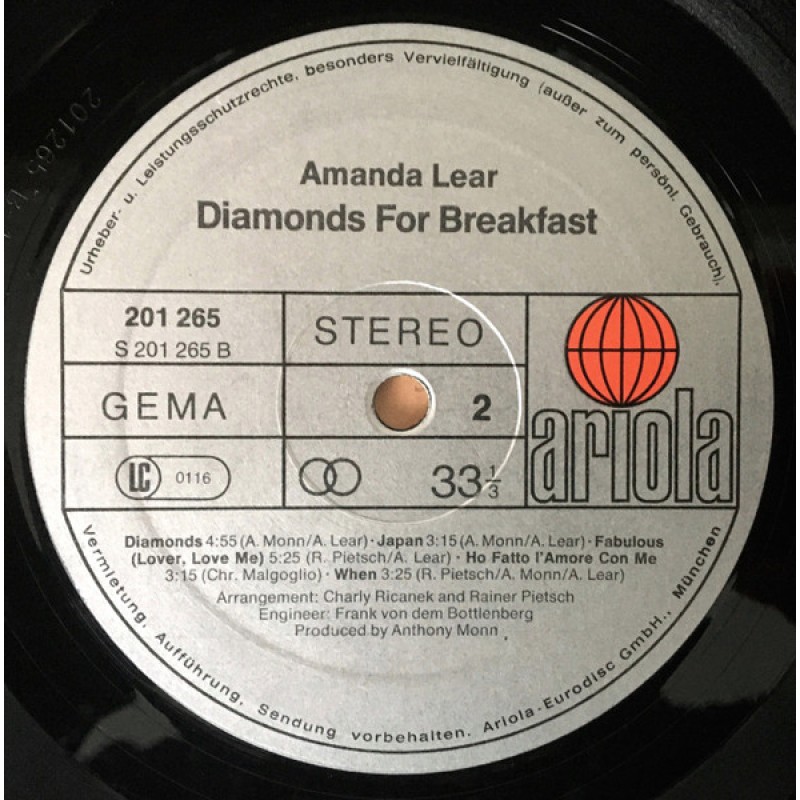 Urheber- u. Leistungsschutzrechte, besonders Vervielfältigung (außer zum persönl. Gebrauch),
Amanda Lear
Diamonds For Breakfast
201 265
S 201 265 B
STEREO
GEMA
2
ariola
LC 0116
33 1/3
Diamonds 4:55 (A. Monn/A. Lear) · Japan 3:15 (A. Monn/A. Lear) · Fabulous
(Lover, Love Me) 5:25 (R. Pietsch/A. Lear) · Ho Fatto l'Amore Con Me
3:15 (Chr. Malgoglio) · When 3:25 (R. Pietsch/A. Monn/A. Lear)
Arrangement: Charly Ricanek and Rainer Pietsch
Engineer: Frank von dem Bottlenberg
Produced by Anthony Monn
Vermietung, Aufführung, Sendung vorbehalten. Ariola-Eurodisc GmbH., München
201265